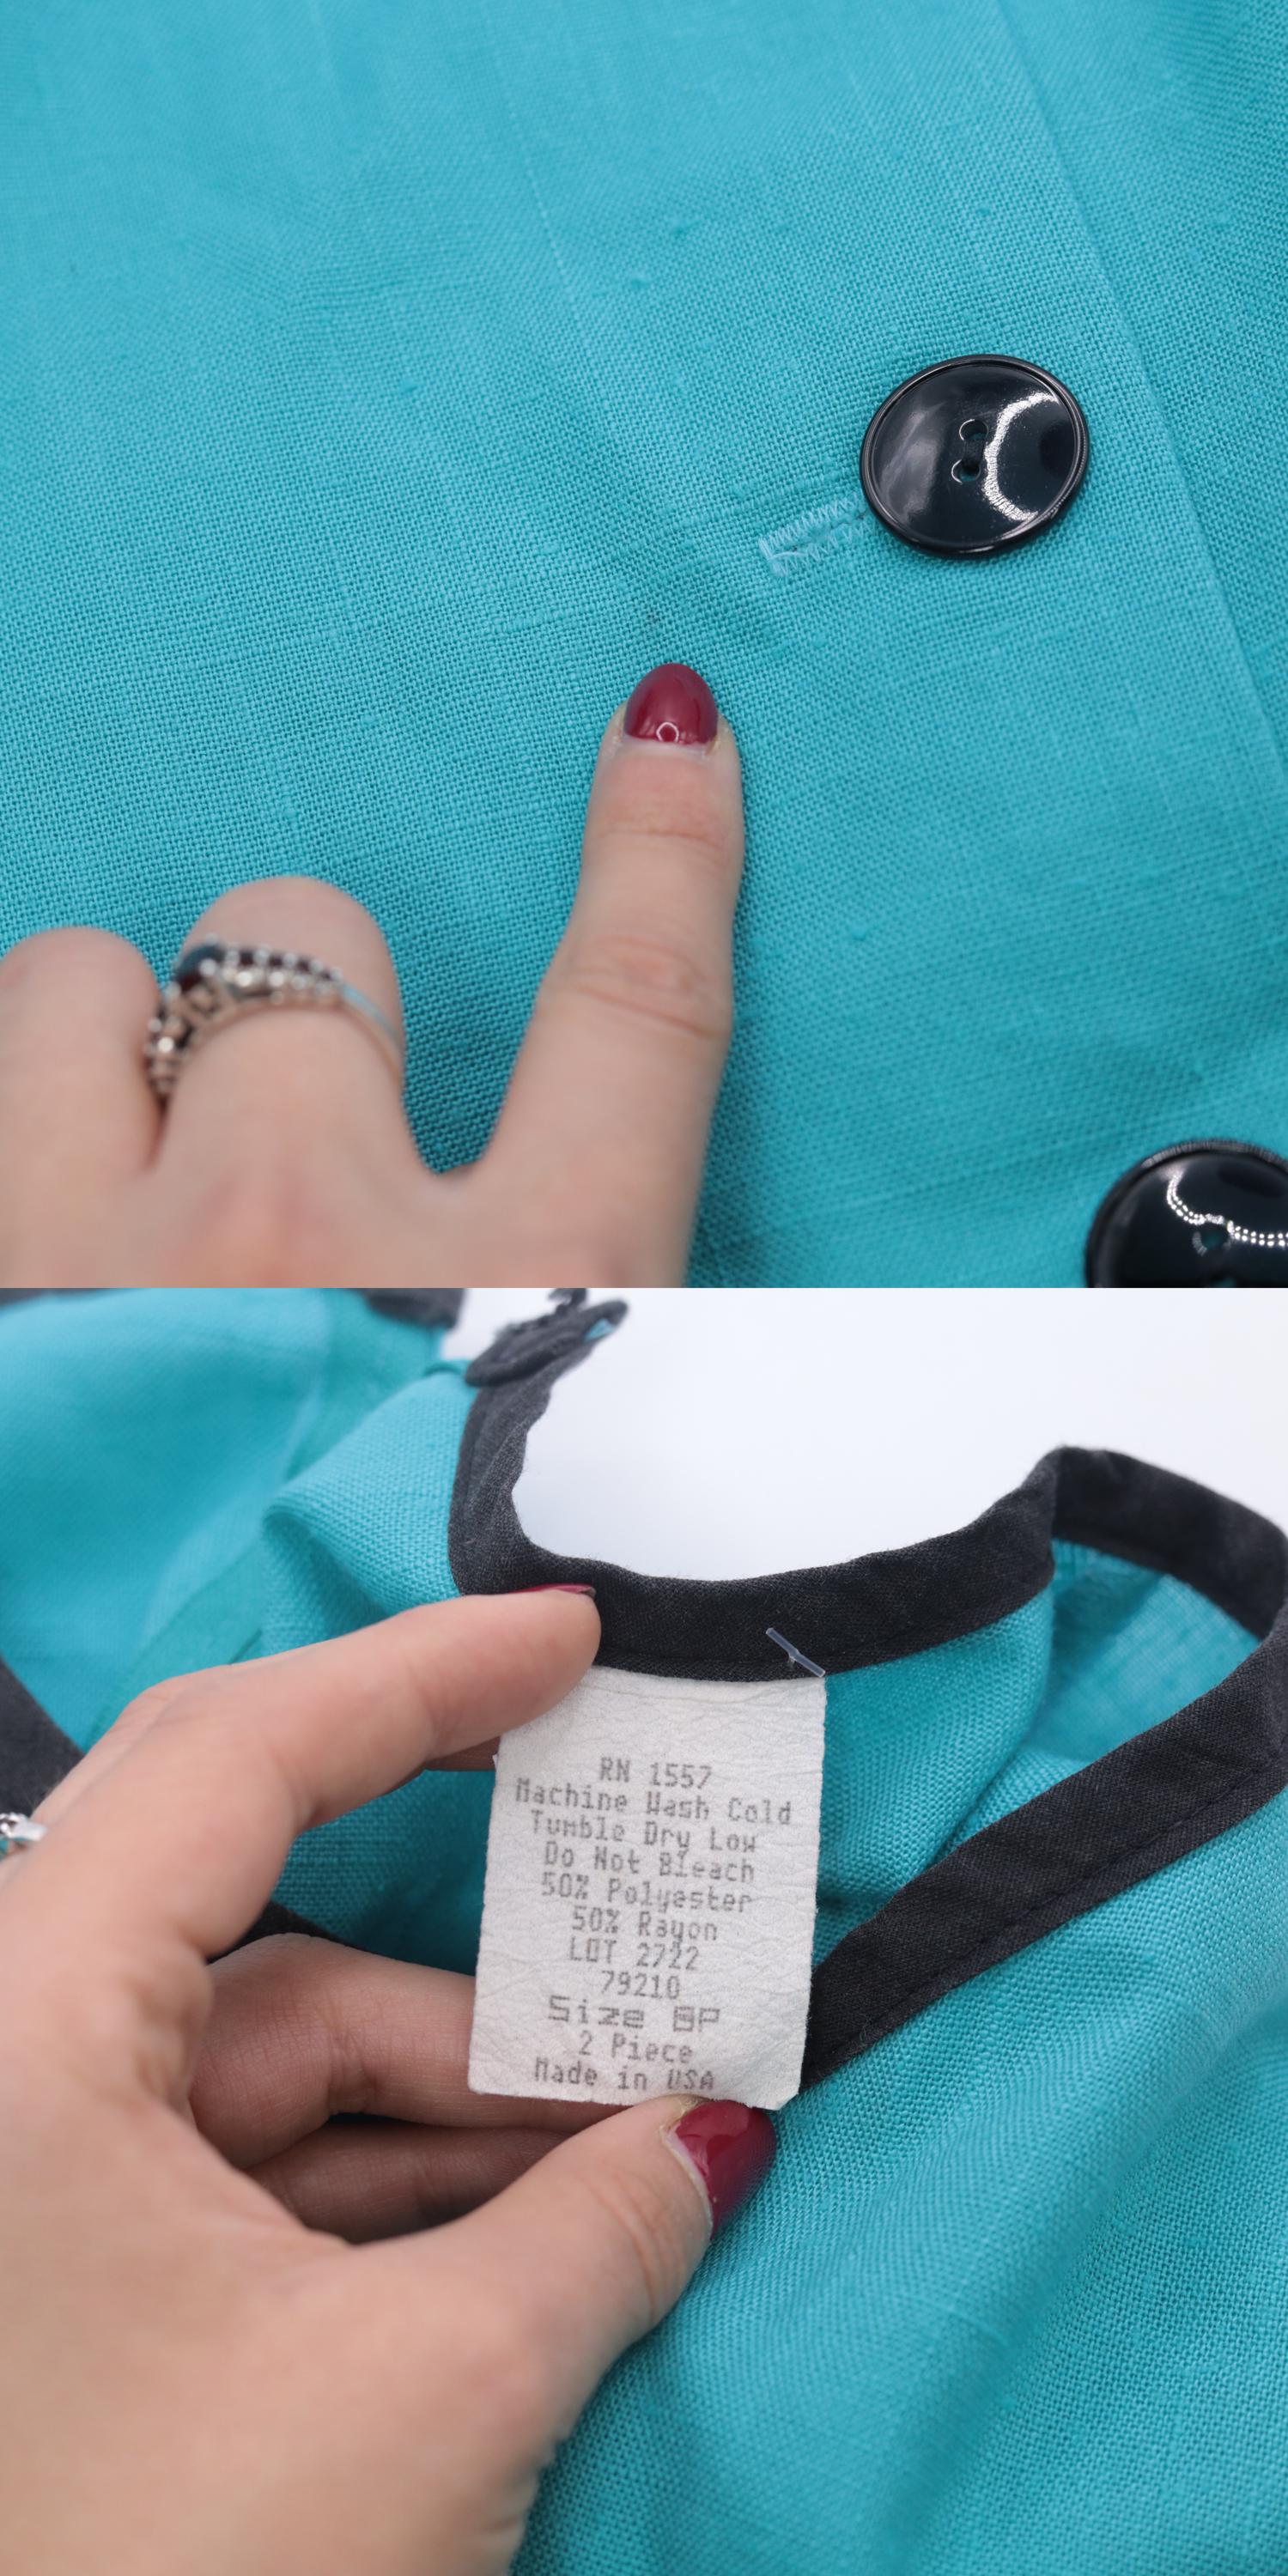 RN 1557
Machine Wash Cold
Tumble Dry Low
Do Not Bleach
50% Polyester
50% Rayon
LOT 2722
79210
Size 8P
2 Piece
Made in USA